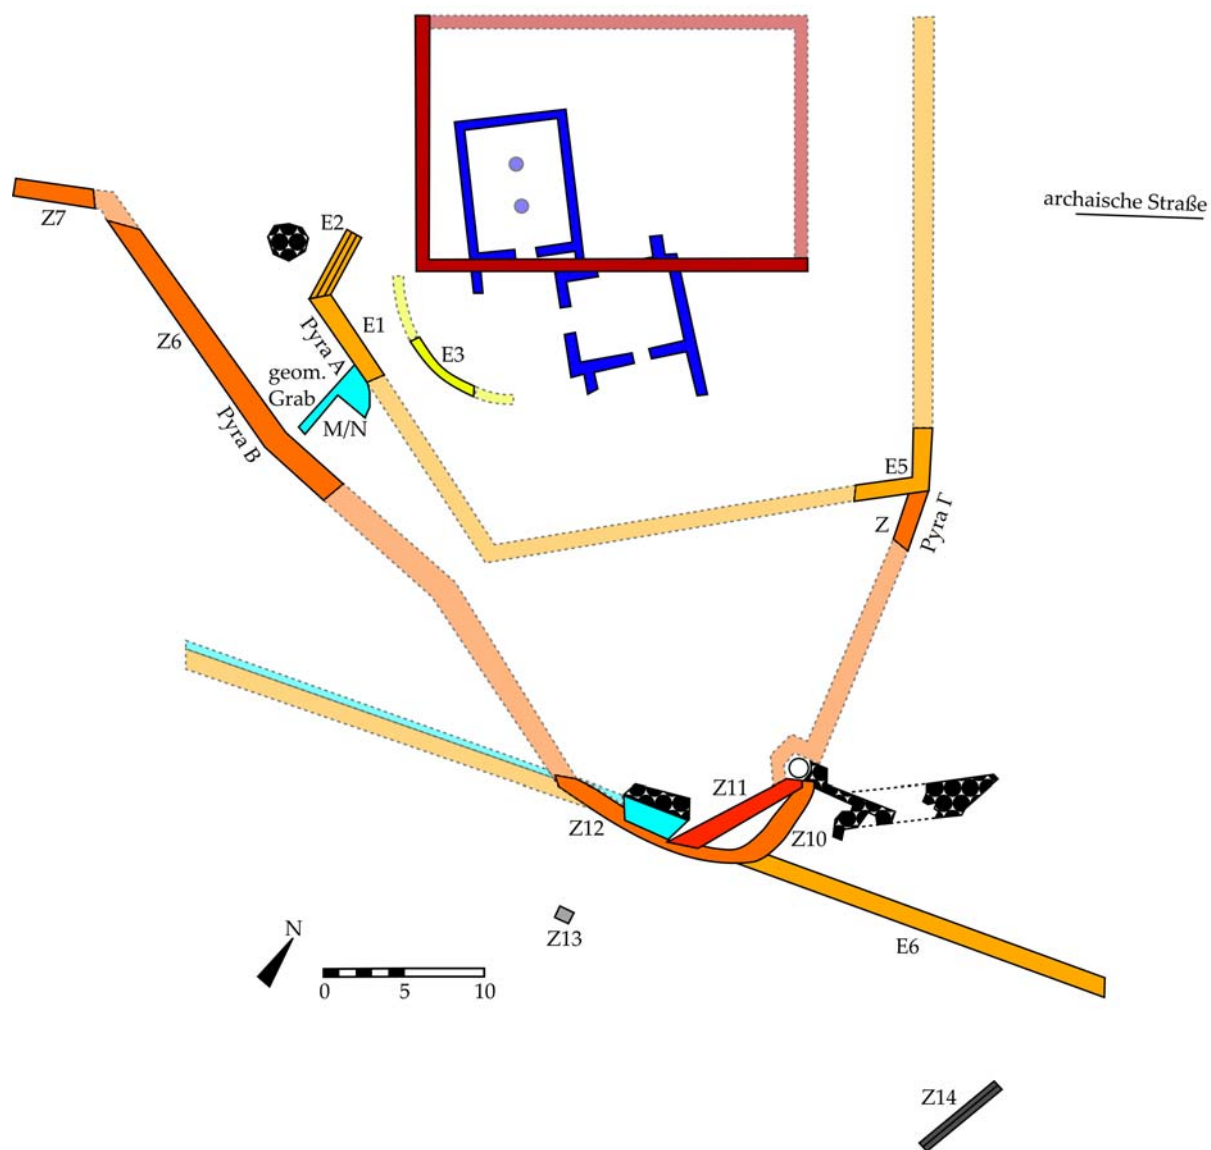 archaische Straße
Z7
E2
Z6
Pyra A
E1
E3
geom.
Grab
M/N
Pyra B
E5
Z
Pyra Γ
Z11
Z12
Z10
Z13
E6
N
0 5 10
Z14